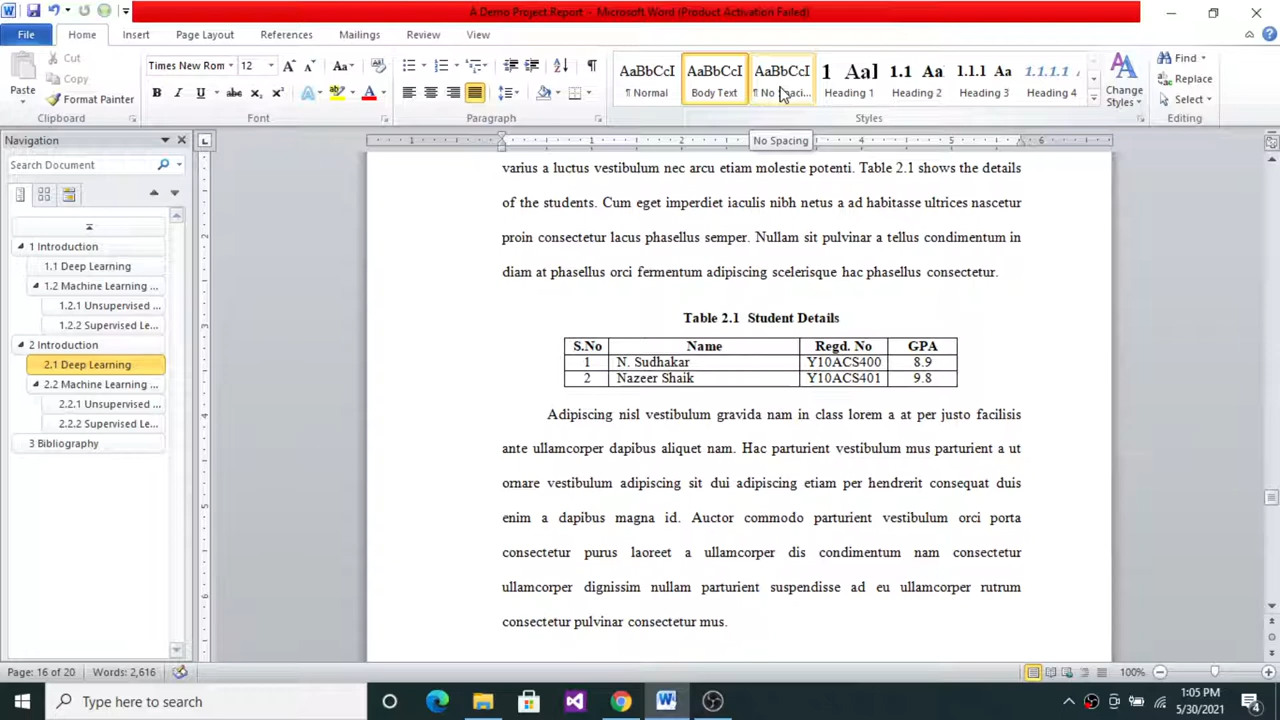 A Demo Project Report - Microsoft Word (Product Activation Failed)
File Home Insert Page Layout References Mailings Review View
Paste
Cut
Copy
Format Painter
Clipboard
Times New Rom 12
Font
Paragraph
AaBbCcI AaBbCcI AaBbCcI 1 Aa] 1.1 Aa 1.1.1 Aa 1.1.1.1
¶ Normal Body Text ¶ No Spaci... Heading 1 Heading 2 Heading 3 Heading 4
Change
Styles
Styles
Find
Replace
Select
Editing
No Spacing
Navigation
Search Document
1 Introduction
1.1 Deep Learning
1.2 Machine Learning ...
1.2.1 Unsupervised ...
1.2.2 Supervised Le...
2 Introduction
2.1 Deep Learning
2.2 Machine Learning ...
2.2.1 Unsupervised ...
2.2.2 Supervised Le...
3 Bibliography
varius a luctus vestibulum nec arcu etiam molestie potenti. Table 2.1 shows the details
of the students. Cum eget imperdiet iaculis nibh netus a ad habitasse ultrices nascetur
proin consectetur lacus phasellus semper. Nullam sit pulvinar a tellus condimentum in
diam at phasellus orci fermentum adipiscing scelerisque hac phasellus consectetur.
Table 2.1 Student Details
S.No Name Regd. No GPA
1 N. Sudhakar Y10ACS400 8.9
2 Nazeer Shaik Y10ACS401 9.8
Adipiscing nisl vestibulum gravida nam in class lorem a at per justo facilisis
ante ullamcorper dapibus aliquet nam. Hac parturient vestibulum mus parturient a ut
ornare vestibulum adipiscing sit dui adipiscing etiam per hendrerit consequat duis
enim a dapibus magna id. Auctor commodo parturient vestibulum orci porta
consectetur purus laoreet a ullamcorper dis condimentum nam consectetur
ullamcorper dignissim nullam parturient suspendisse ad eu ullamcorper rutrum
consectetur pulvinar consectetur mus.
Page: 16 of 20 Words: 2,616
100%
Type here to search
1:05 PM
5/30/2021